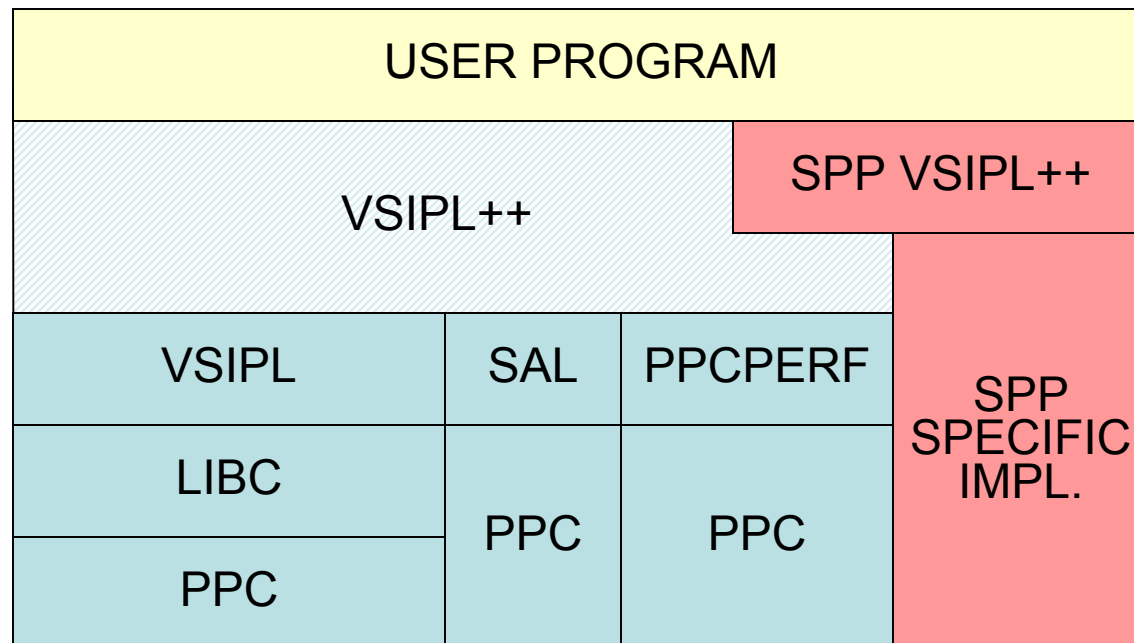 USER PROGRAM
SPP VSIPL++
VSIPL++
VSIPL
SAL
PPCPERF
SPP
SPECIFIC
IMPL.
LIBC
PPC
PPC
PPC